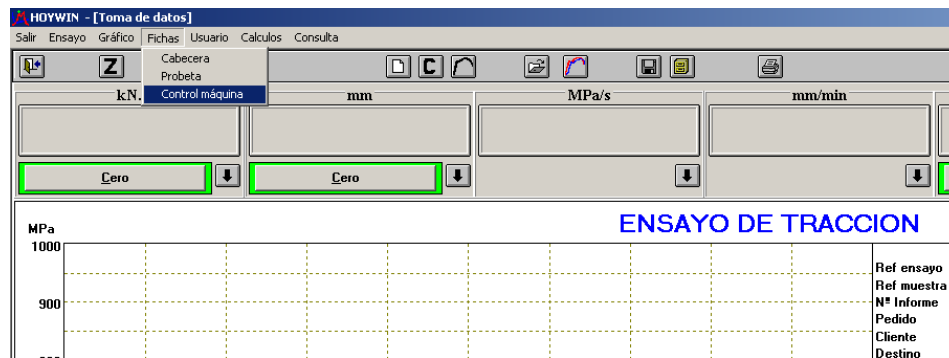 HOYWIN - [Toma de datos]
Salir Ensayo Gráfico Fichas Usuario Calculos Consulta
Cabecera
Probeta
Control máquina
Z C
kN. mm MPa/s mm/min
Cero Cero
ENSAYO DE TRACCION
MPa
1000
Ref ensayo
Ref muestra
900
Nª Informe
Pedido
Cliente
Destino